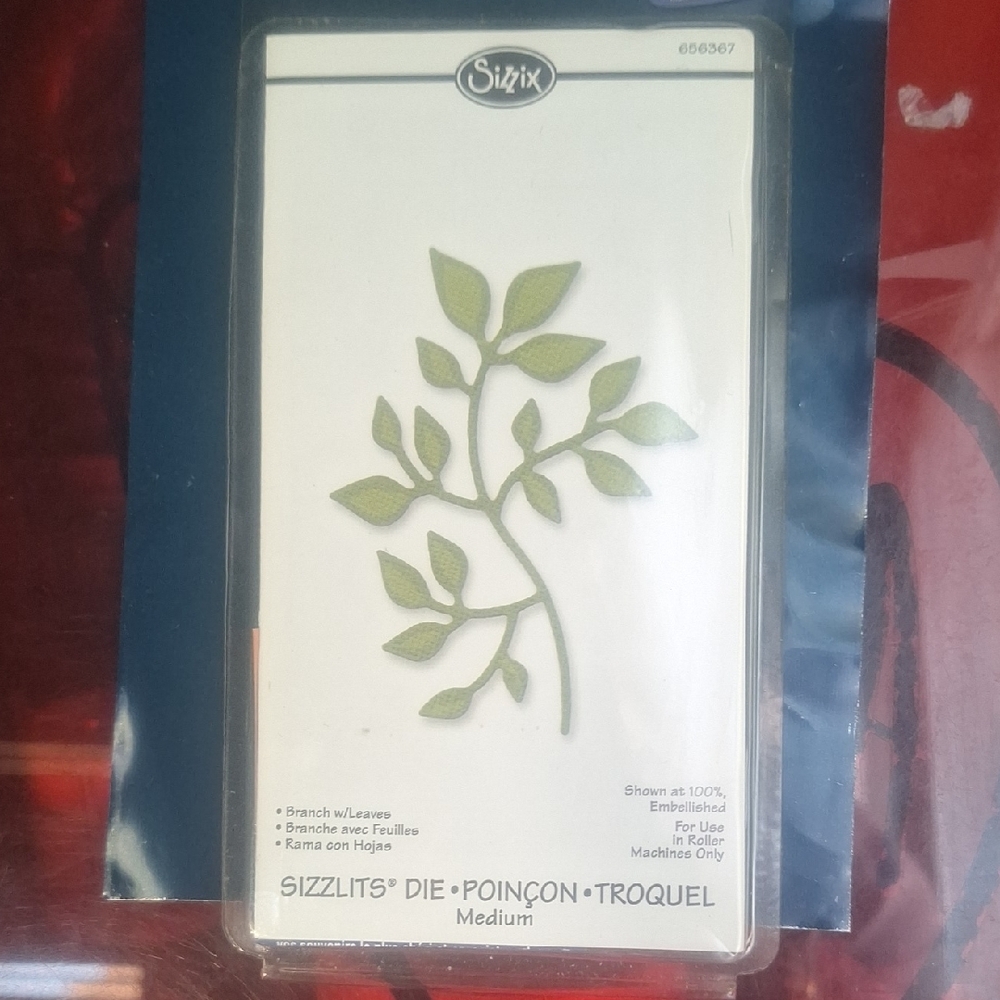 656367
Sizzix
Shown at 100%,
Embellished
For Use
in Roller
Machines Only
• Branch w/Leaves
• Branche avec Feuilles
• Rama con Hojas
SIZZLITS® DIE • POINÇON • TROQUEL
Medium